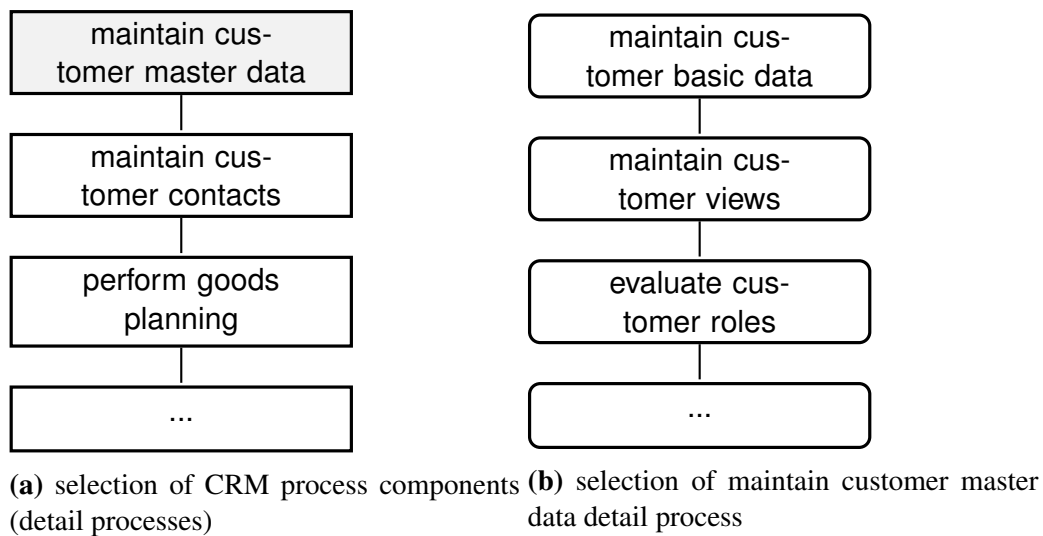 maintain cus-
tomer master data
maintain cus-
tomer contacts
perform goods
planning
...
(a) selection of CRM process components
(detail processes)
maintain cus-
tomer basic data
maintain cus-
tomer views
evaluate cus-
tomer roles
...
(b) selection of maintain customer master
data detail process